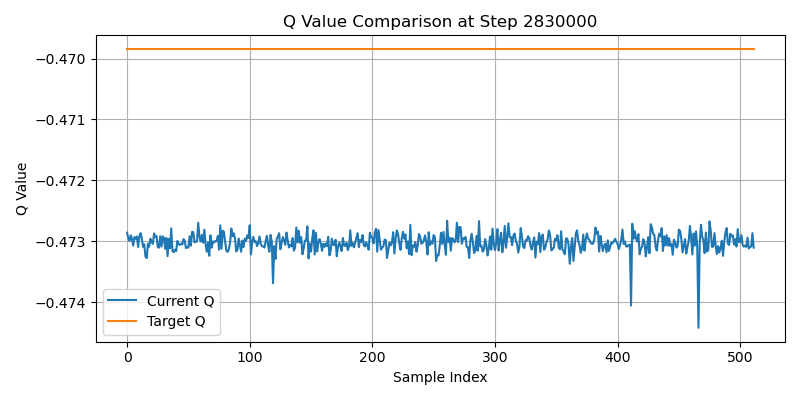 Q Value Comparison at Step 2830000
Q Value
−0.470
−0.471
−0.472
−0.473
−0.474
Current Q
Target Q
0 100 200 300 400 500
Sample Index